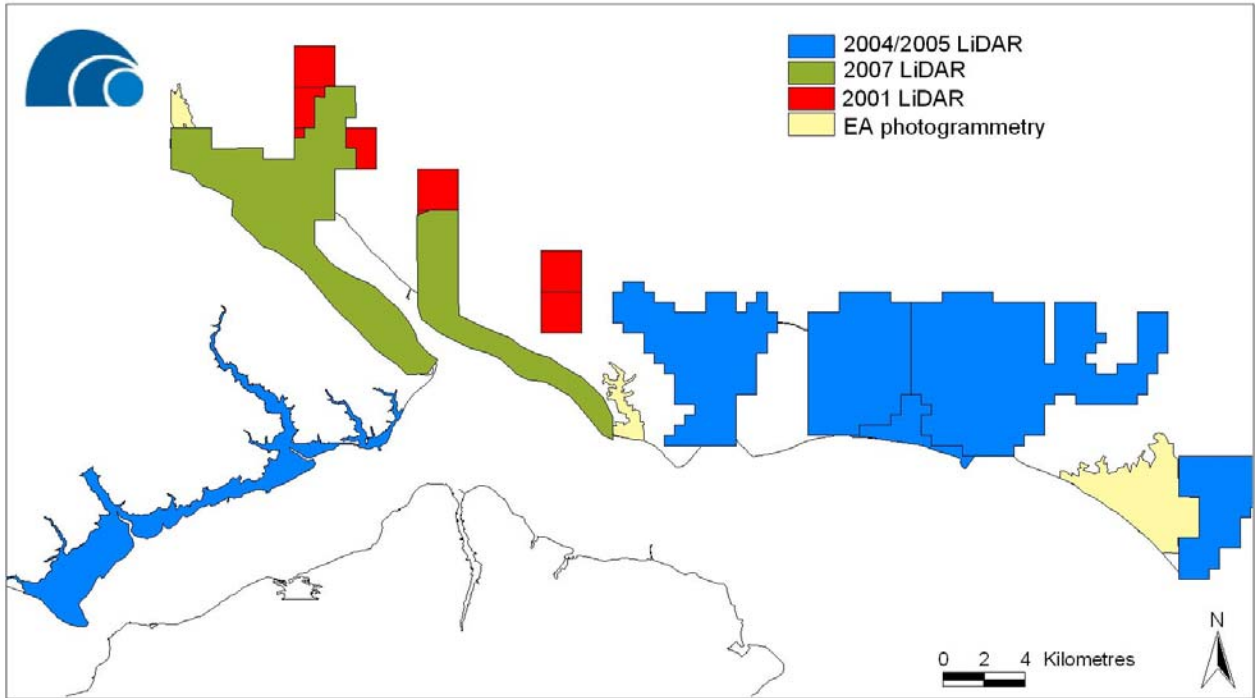 2004/2005 LiDAR
2007 LiDAR
2001 LiDAR
EA photogrammetry
N
0 2 4 Kilometres